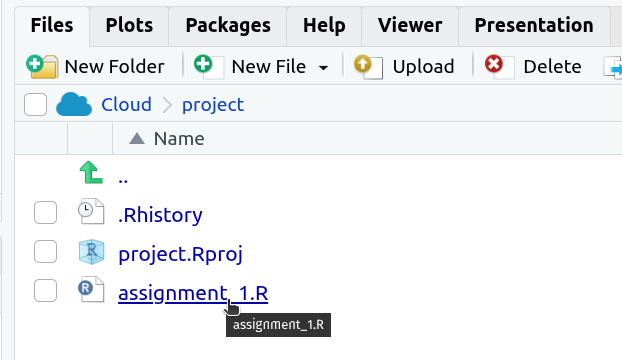 Files Plots Packages Help Viewer Presentation
New Folder New File Upload Delete
Cloud project
Name
..
.Rhistory
R project.Rproj
R assignment_1.R
assignment_1.R